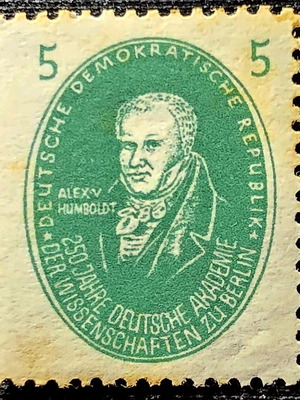 5 5
★ DEUTSCHE DEMOKRATISCHE REPUBLIK ★
ALEX·V
HUMBOLDT
250 JAHRE DEUTSCHE AKADEMIE
DER WISSENSCHAFTEN ZU BERLIN